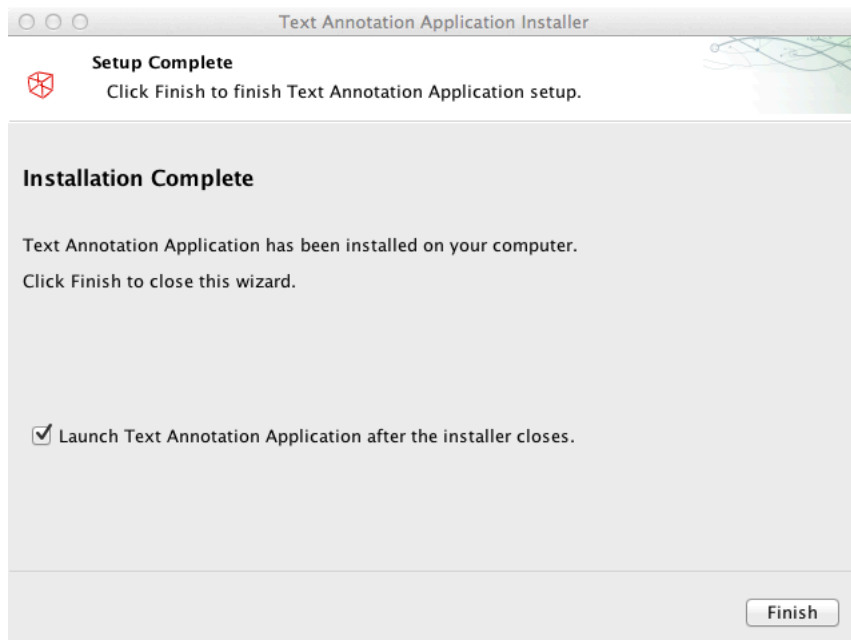 Text Annotation Application Installer
Setup Complete
Click Finish to finish Text Annotation Application setup.
Installation Complete
Text Annotation Application has been installed on your computer.
Click Finish to close this wizard.
Launch Text Annotation Application after the installer closes.
Finish